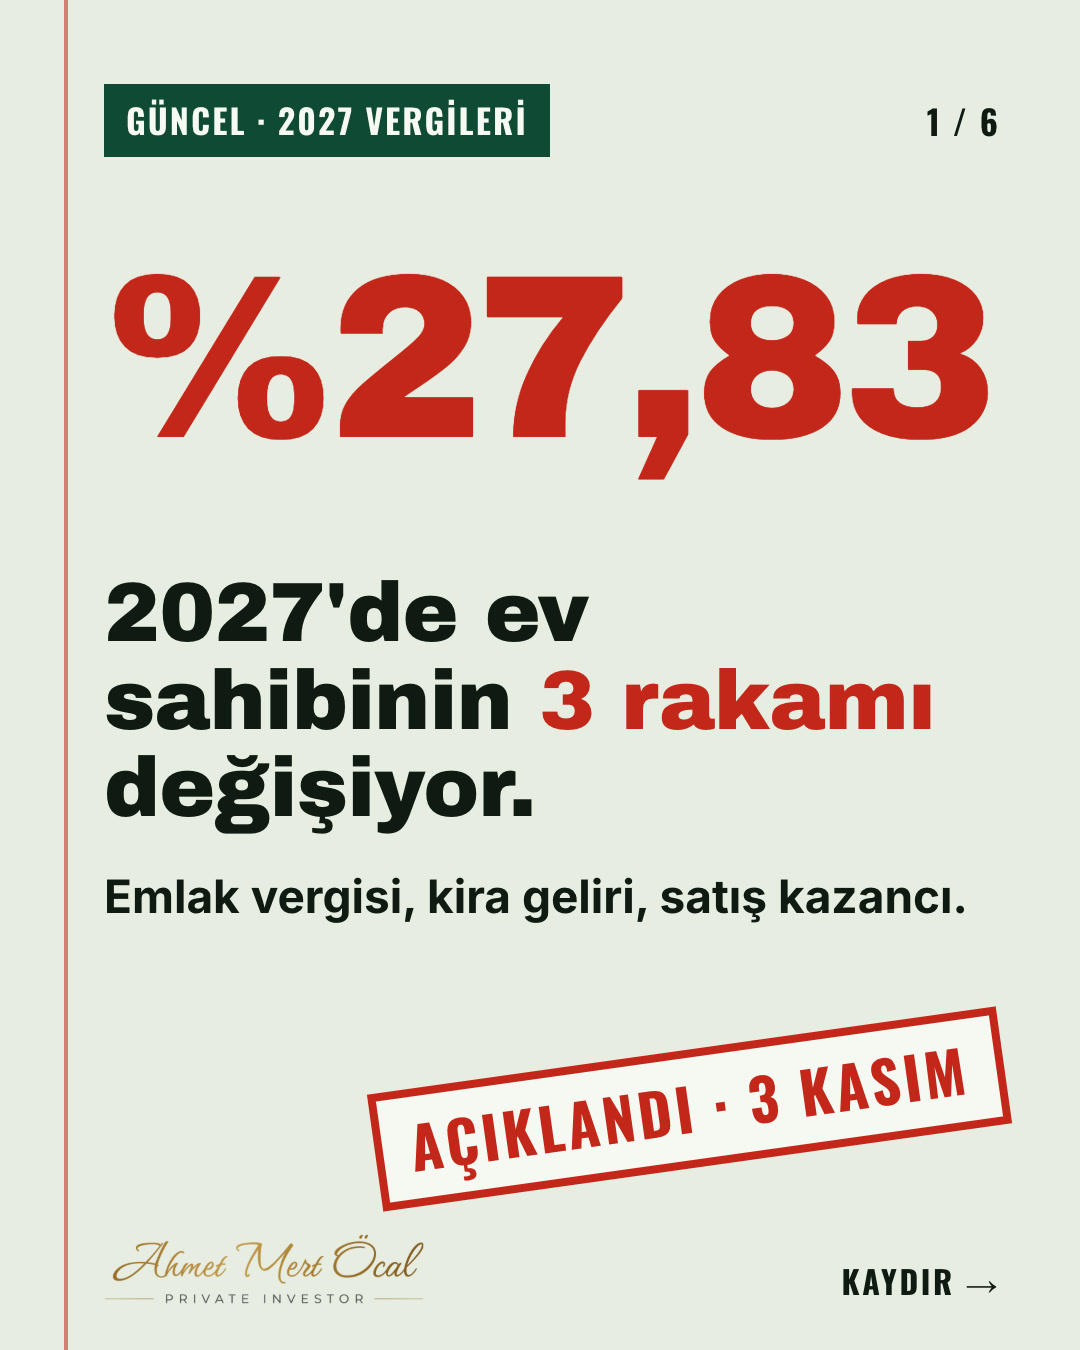 GÜNCEL · 2027 VERGİLERİ
1 / 6
%27,83
2027'de ev
sahibinin 3 rakamı
değişiyor.
Emlak vergisi, kira geliri, satış kazancı.
AÇIKLANDI · 3 KASIM
Ahmet Mert Öcal
PRIVATE INVESTOR
KAYDIR →